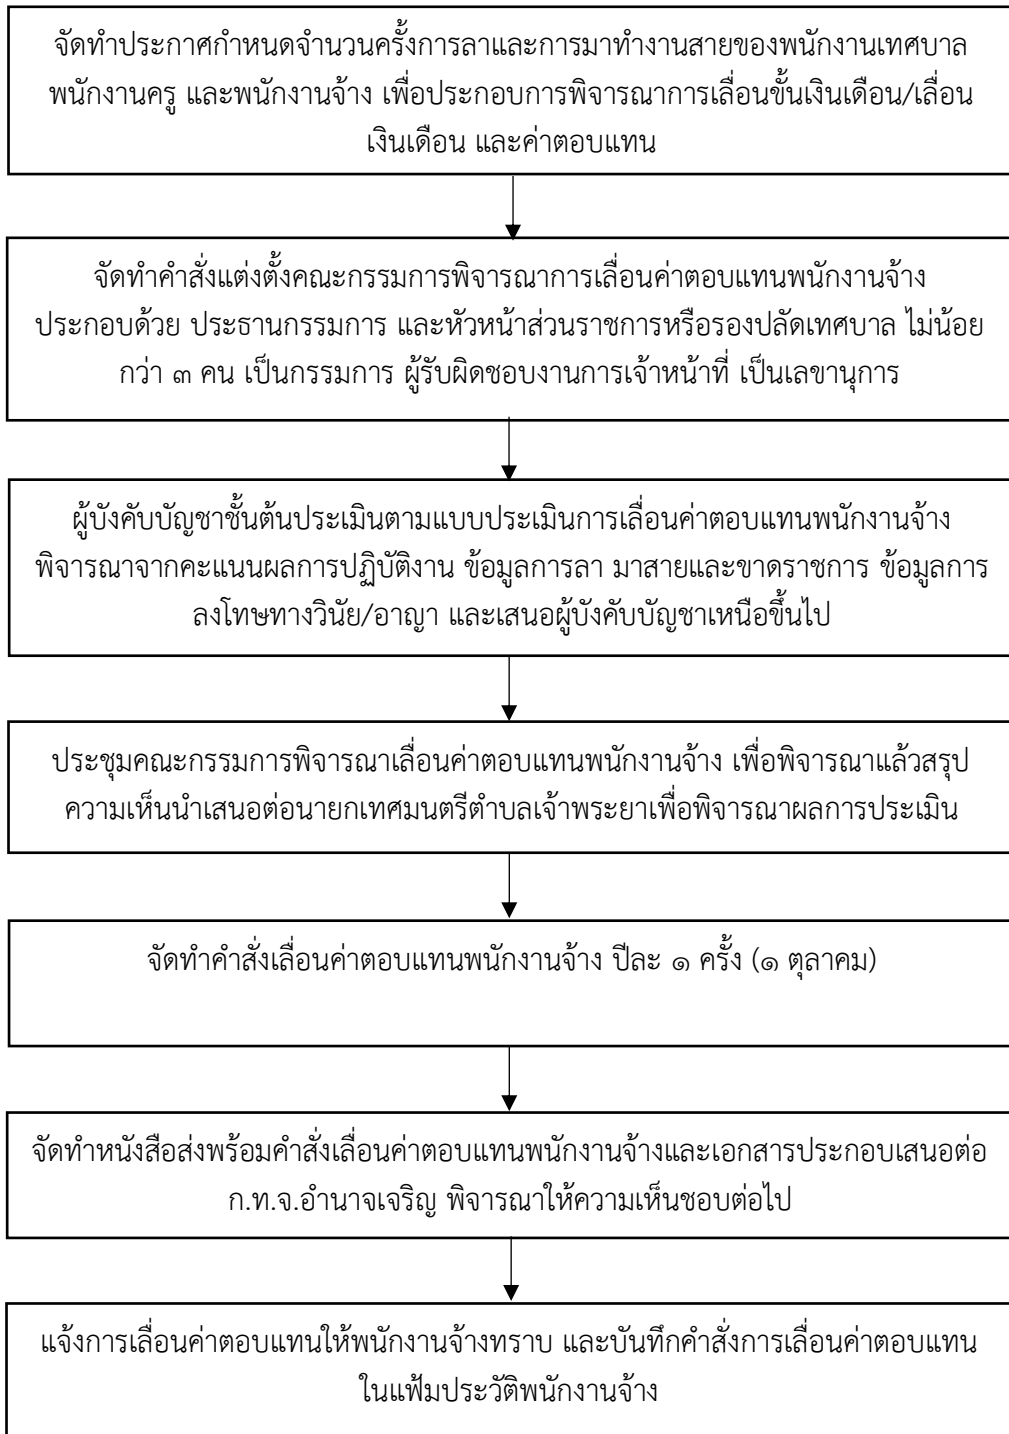 จัดทำประกาศกำหนดจำนวนครั้งการลาและการมาทำงานสายของพนักงานเทศบาล
พนักงานครู และพนักงานจ้าง เพื่อประกอบการพิจารณาการเลื่อนขั้นเงินเดือน/เลื่อน
เงินเดือน และค่าตอบแทน
จัดทำคำสั่งแต่งตั้งคณะกรรมการพิจารณาการเลื่อนค่าตอบแทนพนักงานจ้าง
ประกอบด้วย ประธานกรรมการ และหัวหน้าส่วนราชการหรือรองปลัดเทศบาล ไม่น้อย
กว่า ๓ คน เป็นกรรมการ ผู้รับผิดชอบงานการเจ้าหน้าที่ เป็นเลขานุการ
ผู้บังคับบัญชาชั้นต้นประเมินตามแบบประเมินการเลื่อนค่าตอบแทนพนักงานจ้าง
พิจารณาจากคะแนนผลการปฏิบัติงาน ข้อมูลการลา มาสายและขาดราชการ ข้อมูลการ
ลงโทษทางวินัย/อาญา และเสนอผู้บังคับบัญชาเหนือขึ้นไป
ประชุมคณะกรรมการพิจารณาเลื่อนค่าตอบแทนพนักงานจ้าง เพื่อพิจารณาแล้วสรุป
ความเห็นนำเสนอต่อนายกเทศมนตรีตำบลเจ้าพระยาเพื่อพิจารณาผลการประเมิน
จัดทำคำสั่งเลื่อนค่าตอบแทนพนักงานจ้าง ปีละ ๑ ครั้ง (๑ ตุลาคม)
จัดทำหนังสือส่งพร้อมคำสั่งเลื่อนค่าตอบแทนพนักงานจ้างและเอกสารประกอบเสนอต่อ
ก.ท.จ.อำนาจเจริญ พิจารณาให้ความเห็นชอบต่อไป
แจ้งการเลื่อนค่าตอบแทนให้พนักงานจ้างทราบ และบันทึกคำสั่งการเลื่อนค่าตอบแทน
ในแฟ้มประวัติพนักงานจ้าง